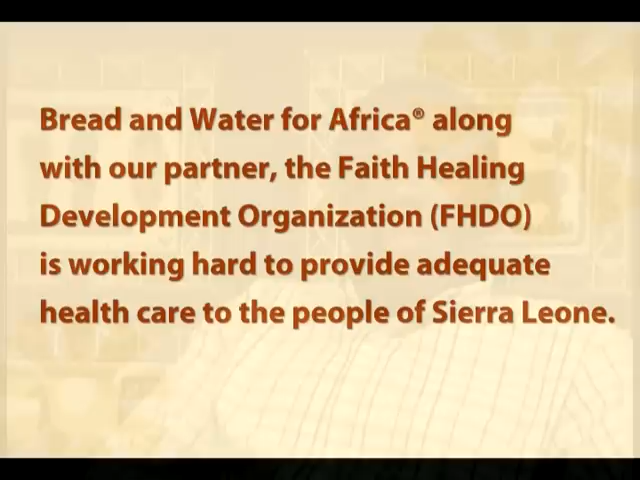 Bread and Water for Africa® along
with our partner, the Faith Healing
Development Organization (FHDO)
is working hard to provide adequate
health care to the people of Sierra Leone.